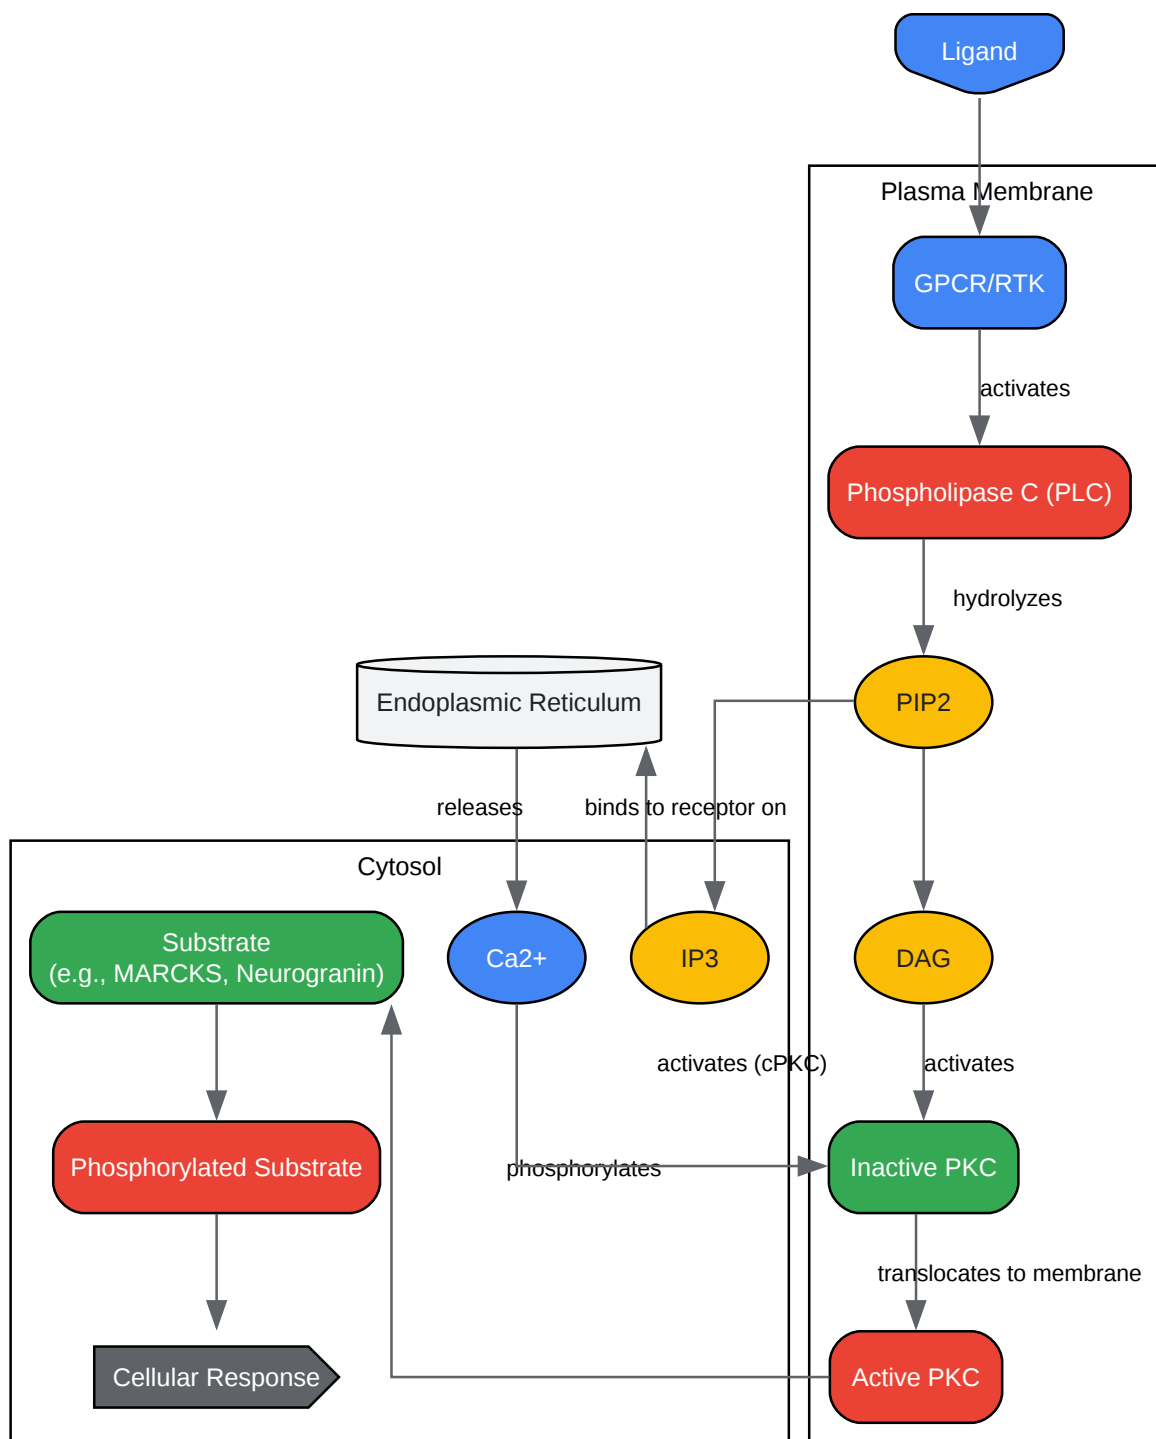 Ligand
Plasma Membrane
GPCR/RTK
activates
Phospholipase C (PLC)
hydrolyzes
Endoplasmic Reticulum
PIP2
releases
binds to receptor on
Cytosol
Substrate
(e.g., MARCKS, Neurogranin)
Ca2+
IP3
DAG
activates (cPKC)
activates
Phosphorylated Substrate
phosphorylates
Inactive PKC
translocates to membrane
Cellular Response
Active PKC